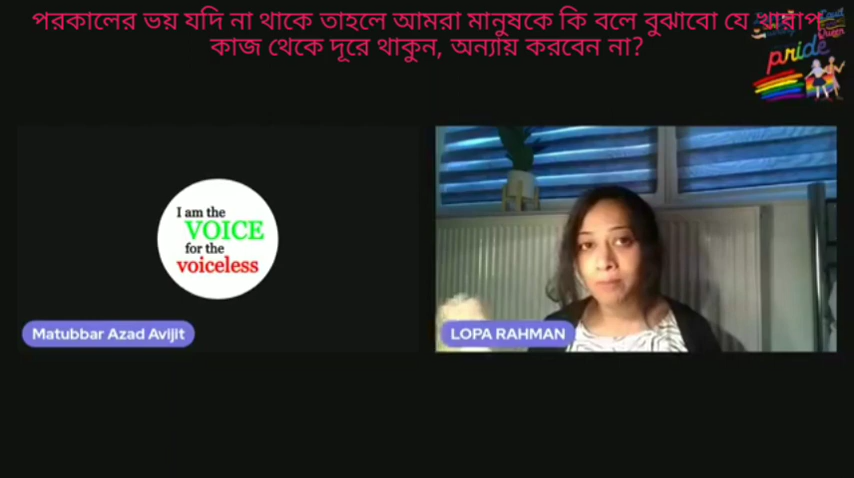 পরকালের ভয় যদি না থাকে তাহলে আমরা মানুষকে কি বলে বুঝাবো যে খারাপ
কাজ থেকে দূরে থাকুন, অন্যায় করবেন না?
pride
I am the
VOICE
for the
voiceless
Matubbar Azad Avijit
LOPA RAHMAN